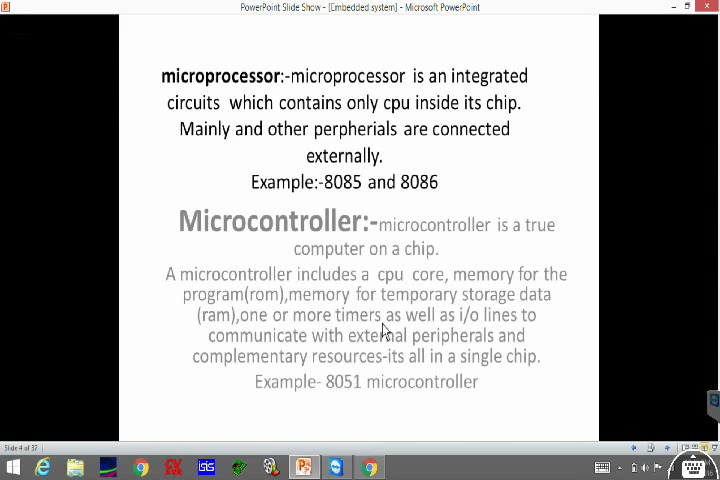 PowerPoint Slide Show - [Embedded system] - Microsoft PowerPoint
microprocessor:-microprocessor is an integrated
circuits which contains only cpu inside its chip.
Mainly and other perpherials are connected
externally.
Example:-8085 and 8086
Microcontroller:-microcontroller is a true
computer on a chip.
A microcontroller includes a cpu core, memory for the
program(rom),memory for temporary storage data
(ram),one or more timers as well as i/o lines to
communicate with external peripherals and
complementary resources-its all in a single chip.
Example- 8051 microcontroller
Slide 4 of 37
ISIS